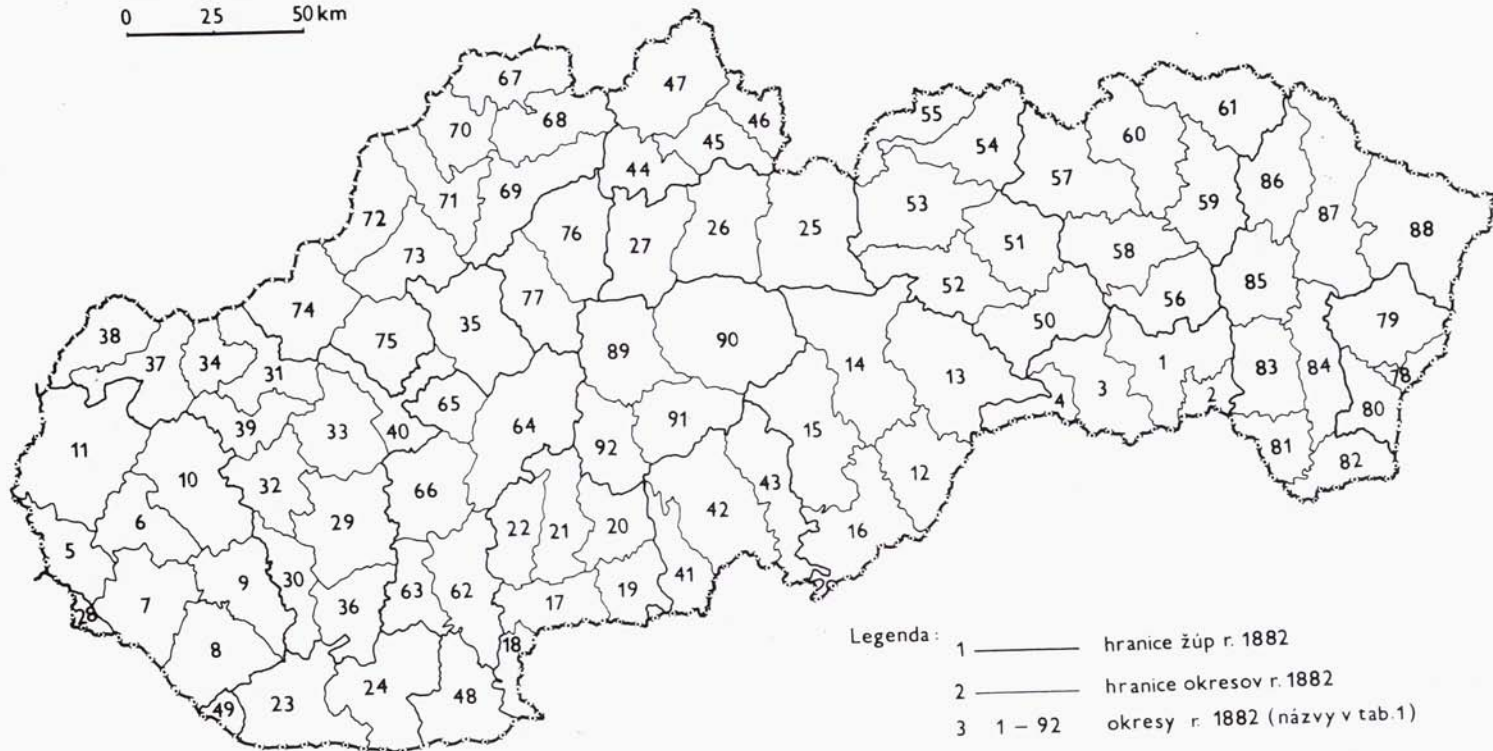 0 25 50 km
67 47
70 68 46 55 61
45 54
44 60
72 71 69 57
53 59 86 87
76 27 26 25 88
73 51 58
77 52
74 85
35 56
38 75 50 79
37 34 89 90 1
31 14 13 83 84 78
65 3 2
39 33 40 64 91 4 80
11 92 15
10 32 43 81 82
66 12
6 29 22 21 20 42 16
5
30 63 62 19 41
28 7 9 36 17
18
8
24 48
49 23
Legenda :
1 hranice žúp r. 1882
2 hranice okresov r. 1882
3 1 – 92 okresy r. 1882 (názvy v tab.1)